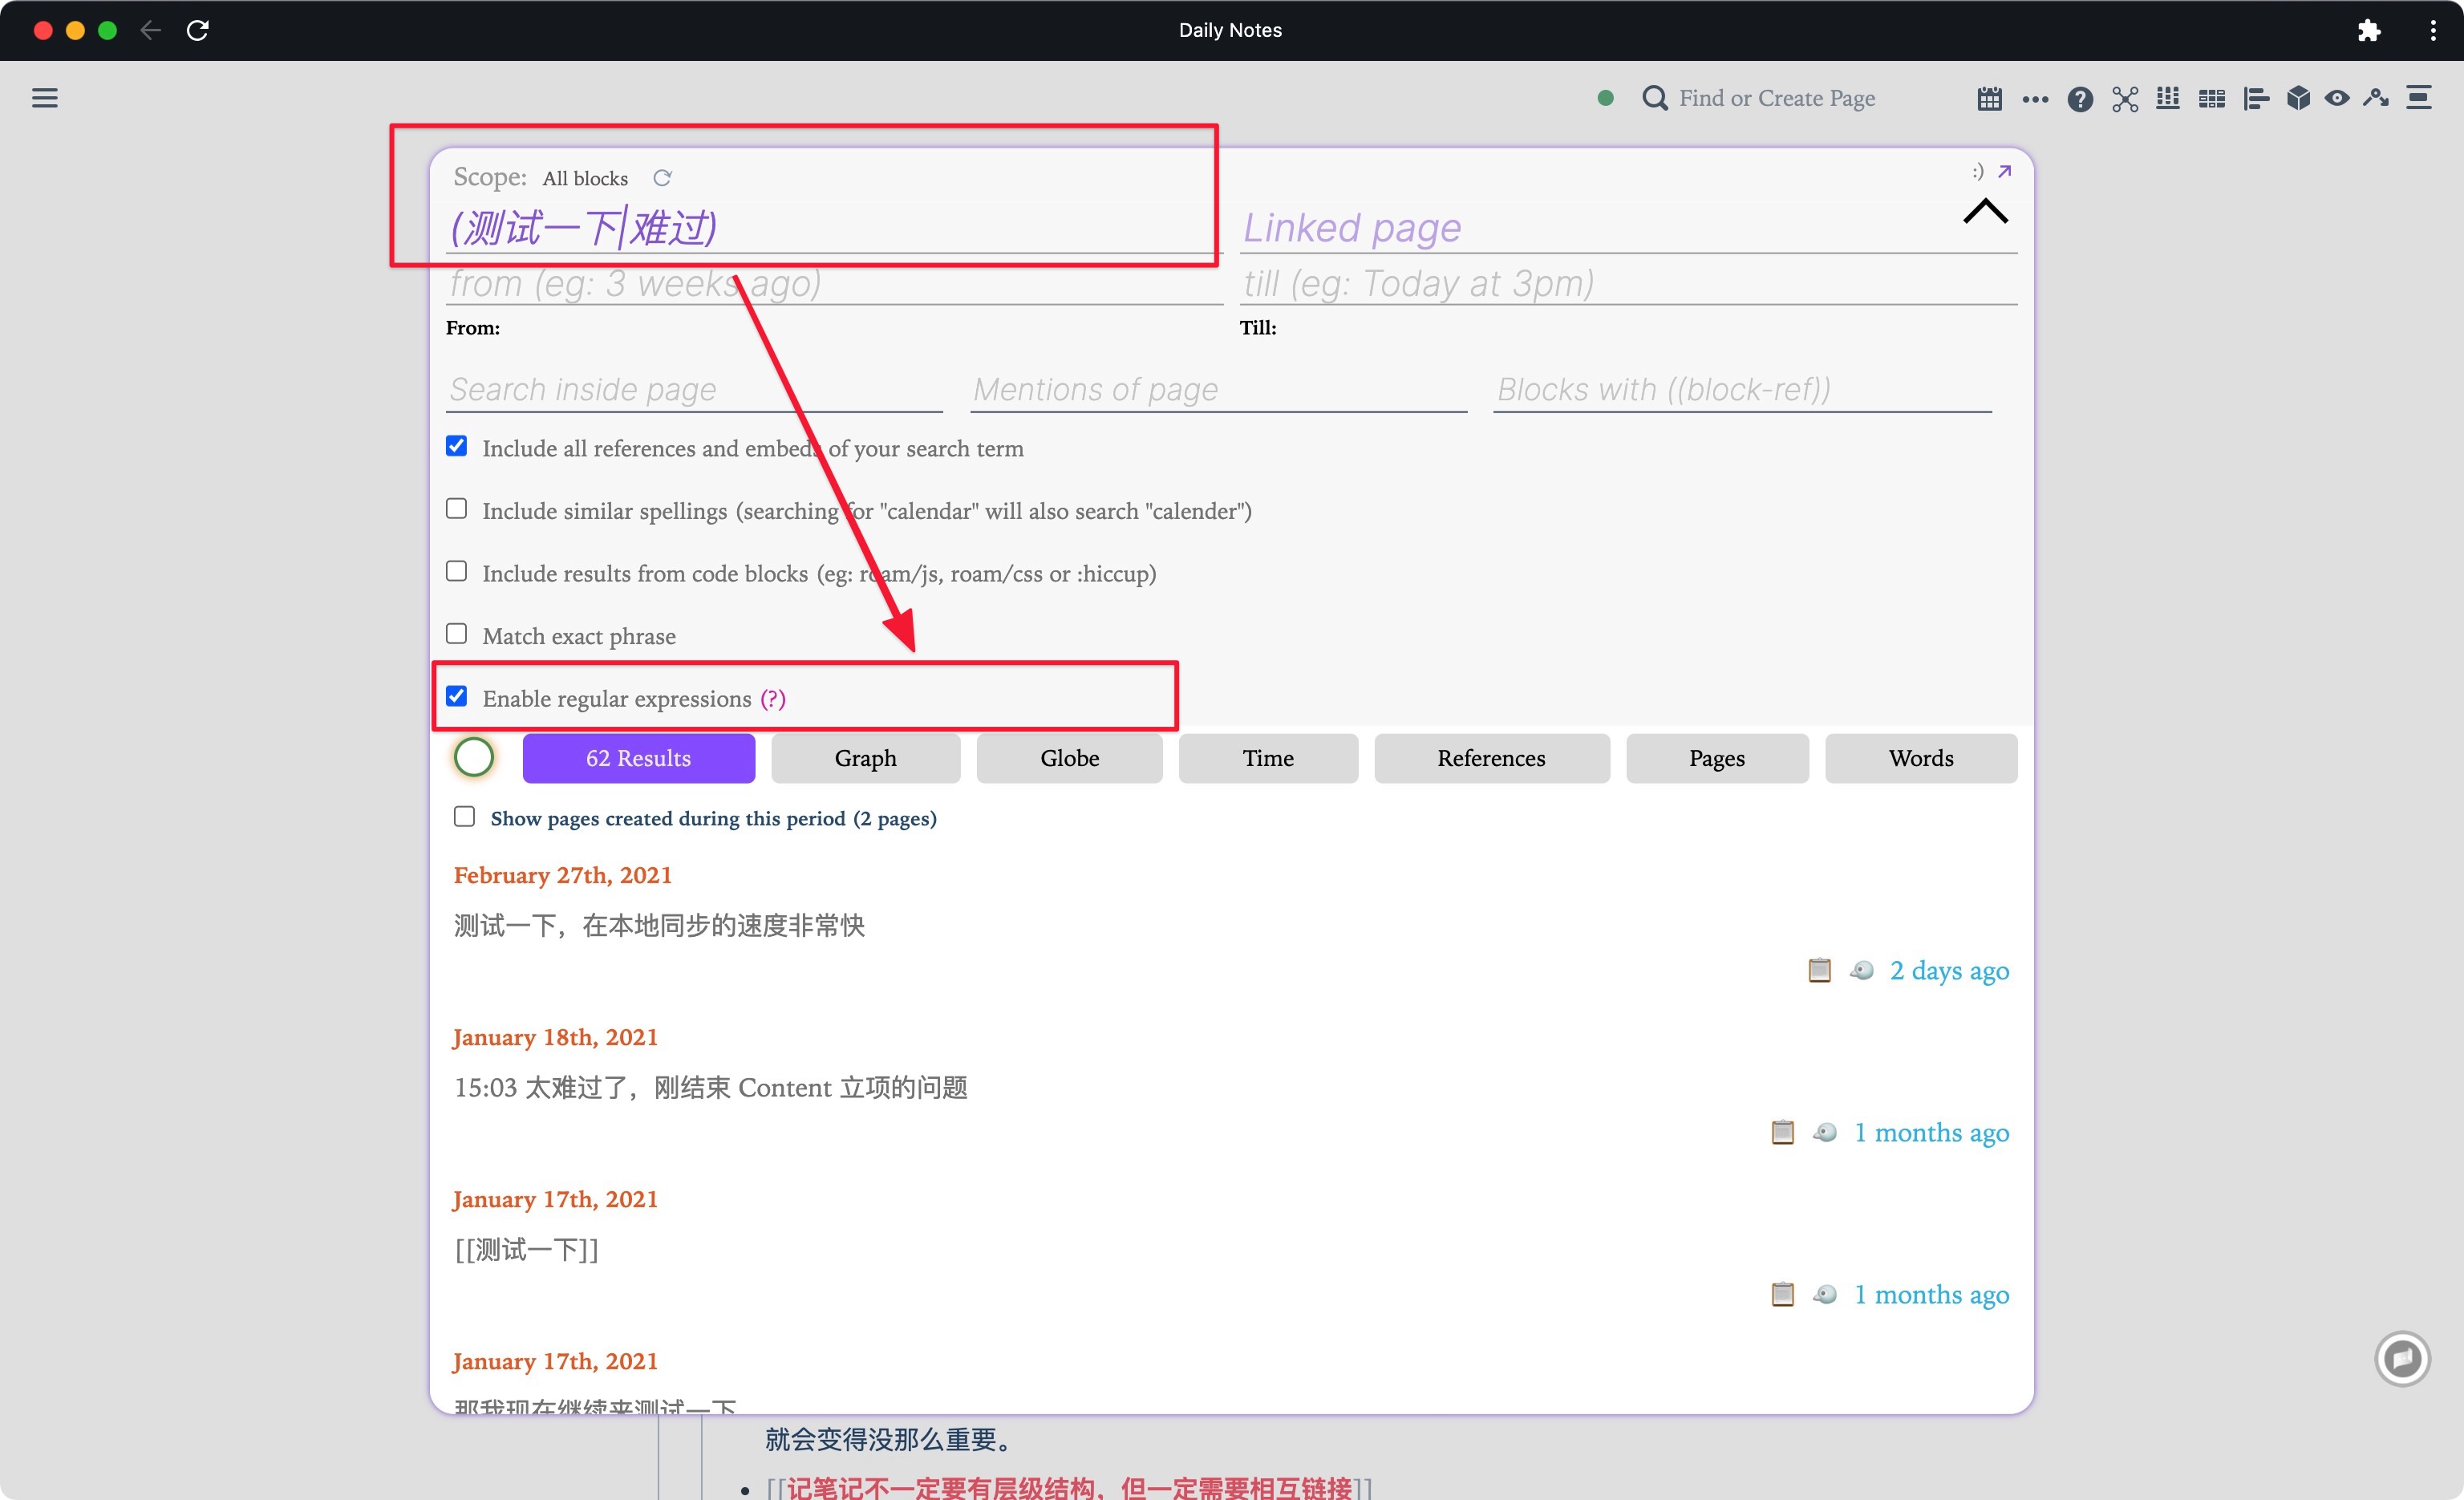 Daily Notes
Find or Create Page
Scope: All blocks
:)
(测试一下|难过)
Linked page
from (eg: 3 weeks ago)
till (eg: Today at 3pm)
From:
Till:
Search inside page
Mentions of page
Blocks with ((block-ref))
Include all references and embeds of your search term
Include similar spellings (searching for "calendar" will also search "calender")
Include results from code blocks (eg: roam/js, roam/css or :hiccup)
Match exact phrase
Enable regular expressions (?)
62 Results
Graph
Globe
Time
References
Pages
Words
Show pages created during this period (2 pages)
February 27th, 2021
测试一下，在本地同步的速度非常快
2 days ago
January 18th, 2021
15:03 太难过了，刚结束 Content 立项的问题
1 months ago
January 17th, 2021
[[测试一下]]
1 months ago
January 17th, 2021
那我现在继续来测试一下
就会变得没那么重要。
[[记笔记不一定要有层级结构，但一定需要相互链接]]